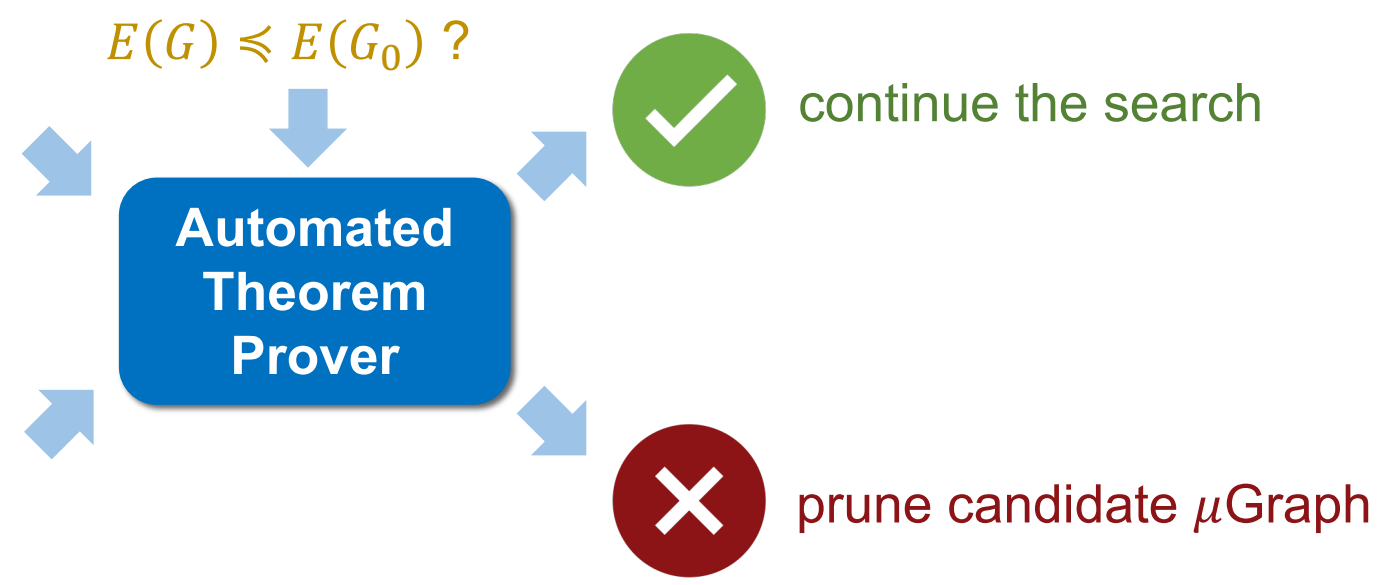 E(G) ≼ E(G₀) ?
continue the search
Automated
Theorem
Prover
prune candidate μGraph